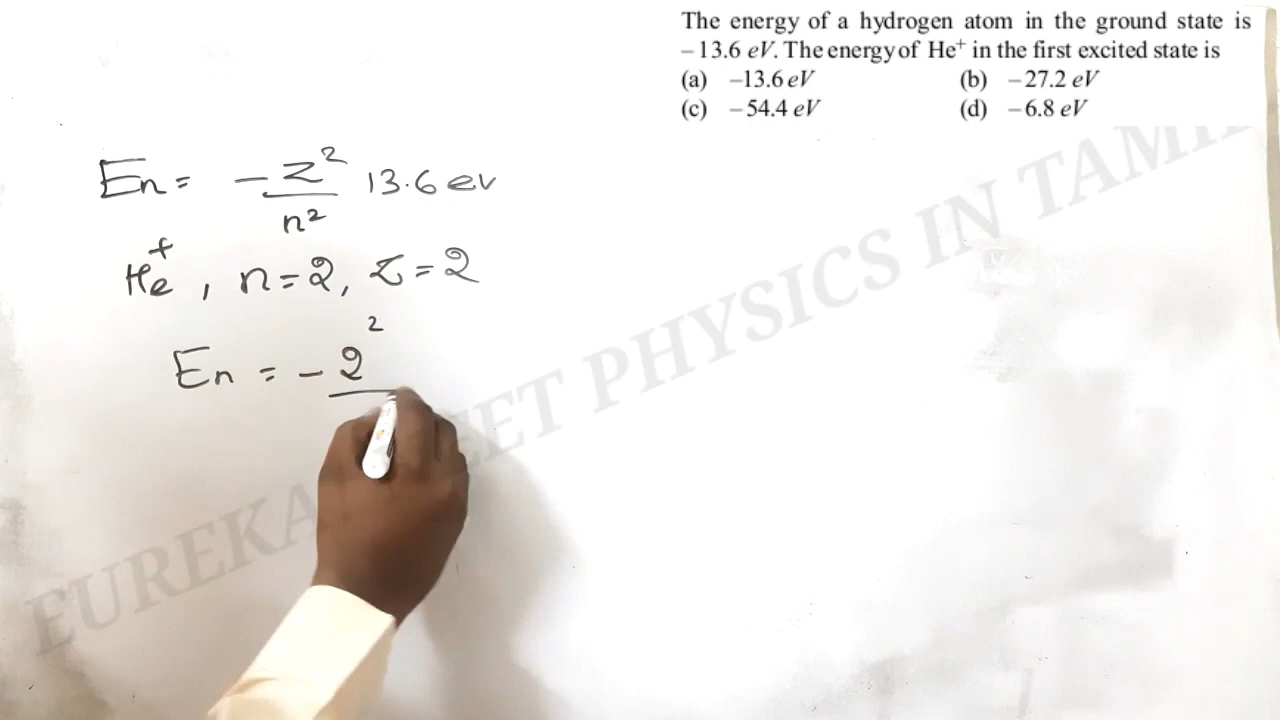 The energy of a hydrogen atom in the ground state is
– 13.6 eV. The energy of He⁺ in the first excited state is
(a) –13.6 eV (b) – 27.2 eV
(c) – 54.4 eV (d) – 6.8 eV
En = - Z²/n² 13.6 ev
He⁺, n=2, Z=2
En = - 2²
EUREKA NEET PHYSICS IN TAMIL